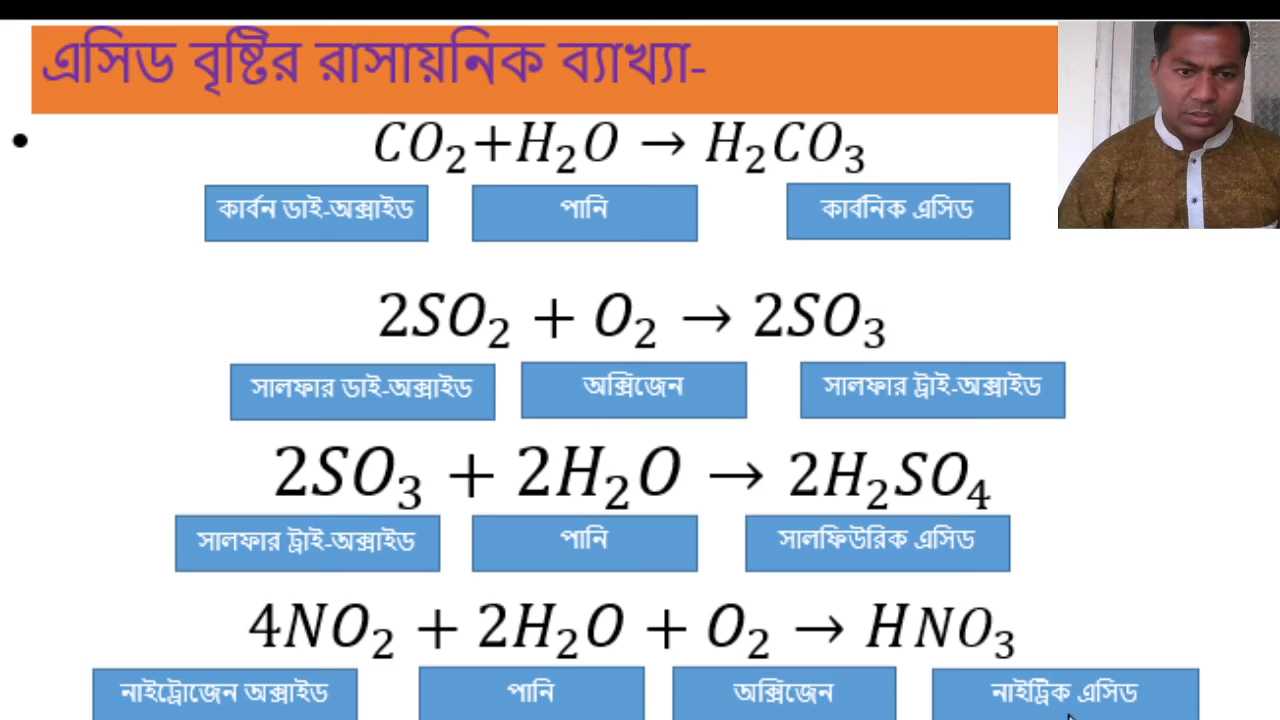 এসিড বৃষ্টির রাসায়নিক ব্যাখ্যা-
• CO₂+H₂O → H₂CO₃
কার্বন ডাই-অক্সাইড পানি কার্বনিক এসিড
2SO₂ + O₂ → 2SO₃
সালফার ডাই-অক্সাইড অক্সিজেন সালফার ট্রাই-অক্সাইড
2SO₃ + 2H₂O → 2H₂SO₄
সালফার ট্রাই-অক্সাইড পানি সালফিউরিক এসিড
4NO₂ + 2H₂O + O₂ → HNO₃
নাইট্রোজেন অক্সাইড পানি অক্সিজেন নাইট্রিক এসিড